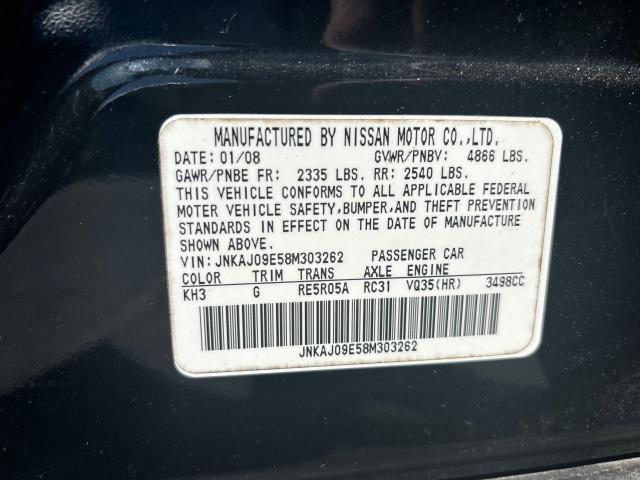 MANUFACTURED BY NISSAN MOTOR CO.,LTD.
DATE: 01/08 GVWR/PNBV: 4866 LBS.
GAWR/PNBE FR: 2335 LBS. RR: 2540 LBS.
THIS VEHICLE CONFORMS TO ALL APPLICABLE FEDERAL
MOTOR VEHICLE SAFETY, BUMPER, AND THEFT PREVENTION
STANDARDS IN EFFECT ON THE DATE OF MANUFACTURE
SHOWN ABOVE.
VIN: JNKAJ09E58M303262 PASSENGER CAR
COLOR TRIM TRANS AXLE ENGINE
KH3 G RE5R05A RC31 VQ35(HR) 3498CC
JNKAJ09E58M303262